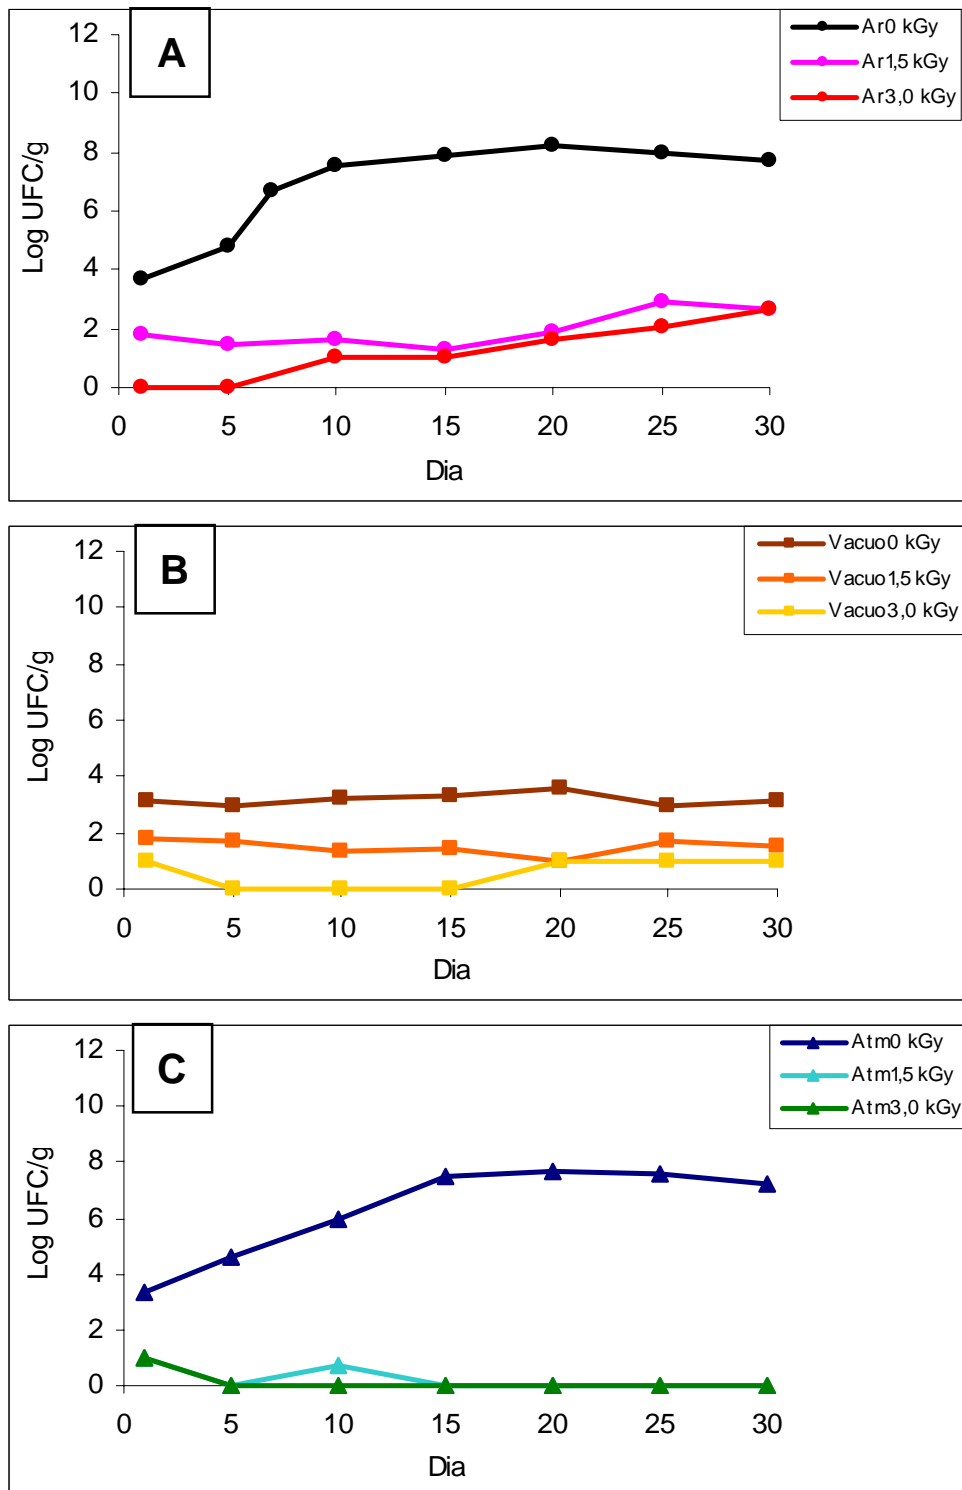 A
Ar0 kGy
Ar1,5 kGy
Ar3,0 kGy
Log UFC/g
12
10
8
6
4
2
0
0 5 10 15 20 25 30
Dia
B
Vacuo0 kGy
Vacuo1,5 kGy
Vacuo3,0 kGy
Log UFC/g
12
10
8
6
4
2
0
0 5 10 15 20 25 30
Dia
C
Atm0 kGy
Atm1,5 kGy
Atm3,0 kGy
Log UFC/g
12
10
8
6
4
2
0
0 5 10 15 20 25 30
Dia